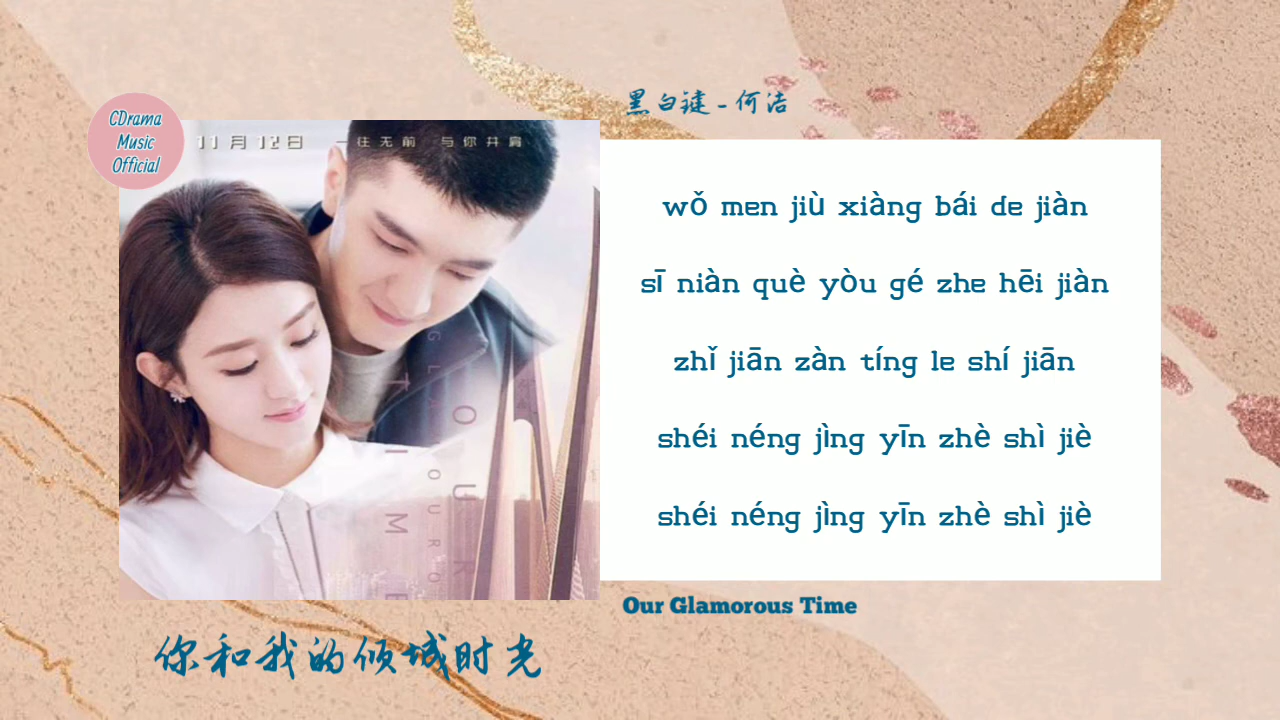 黑白键 - 何洁
CDrama
Music
Official
11月12日 一往无前 与你并肩
OUR
GLAMOUROU
TIME
wǒ men jiù xiàng bái de jiàn
sī niàn què yòu gé zhe hēi jiàn
zhǐ jiān zàn tíng le shí jiān
shéi néng jìng yīn zhè shì jiè
shéi néng jìng yīn zhè shì jiè
Our Glamorous Time
你和我的倾城时光